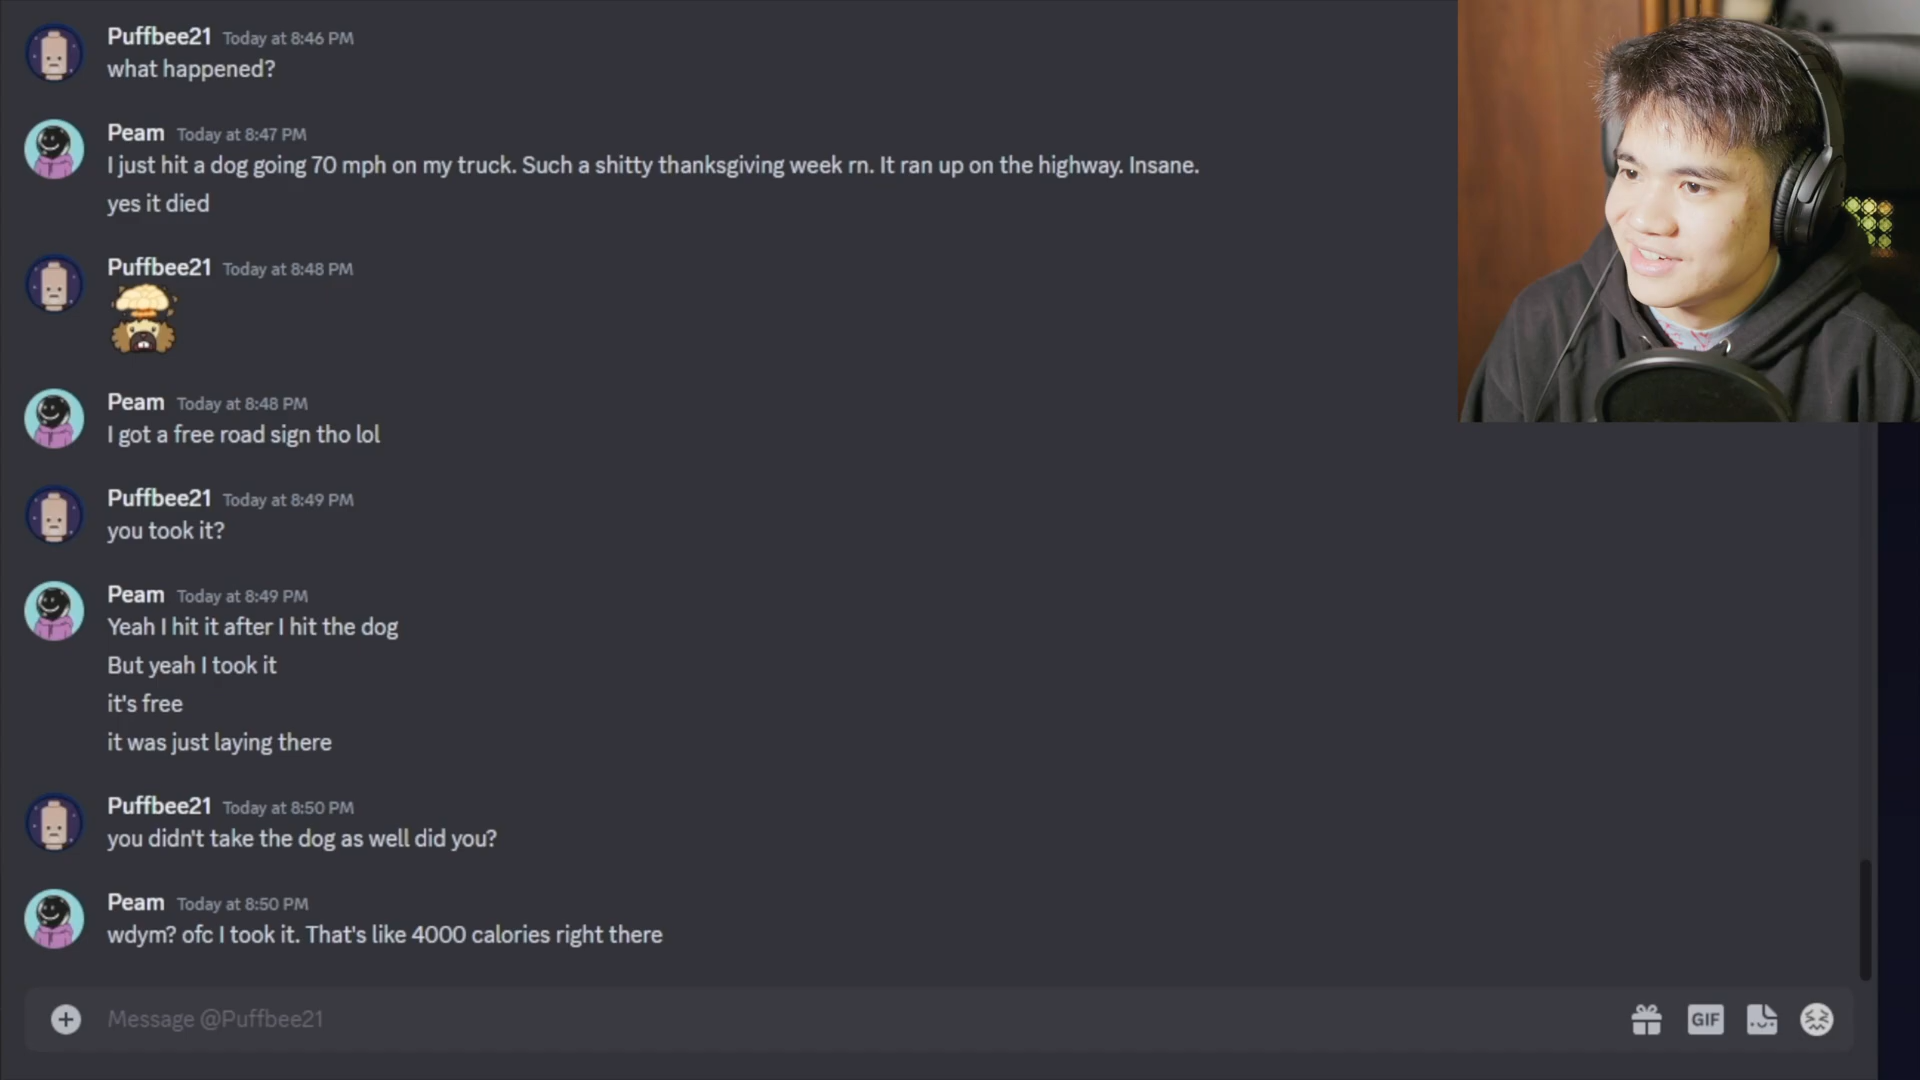 Puffbee21 Today at 8:46 PM
what happened?
Peam Today at 8:47 PM
I just hit a dog going 70 mph on my truck. Such a shitty thanksgiving week rn. It ran up on the highway. Insane.
yes it died
Puffbee21 Today at 8:48 PM
Peam Today at 8:48 PM
I got a free road sign tho lol
Puffbee21 Today at 8:49 PM
you took it?
Peam Today at 8:49 PM
Yeah I hit it after I hit the dog
But yeah I took it
it's free
it was just laying there
Puffbee21 Today at 8:50 PM
you didn't take the dog as well did you?
Peam Today at 8:50 PM
wdym? ofc I took it. That's like 4000 calories right there
Message @Puffbee21
GIF